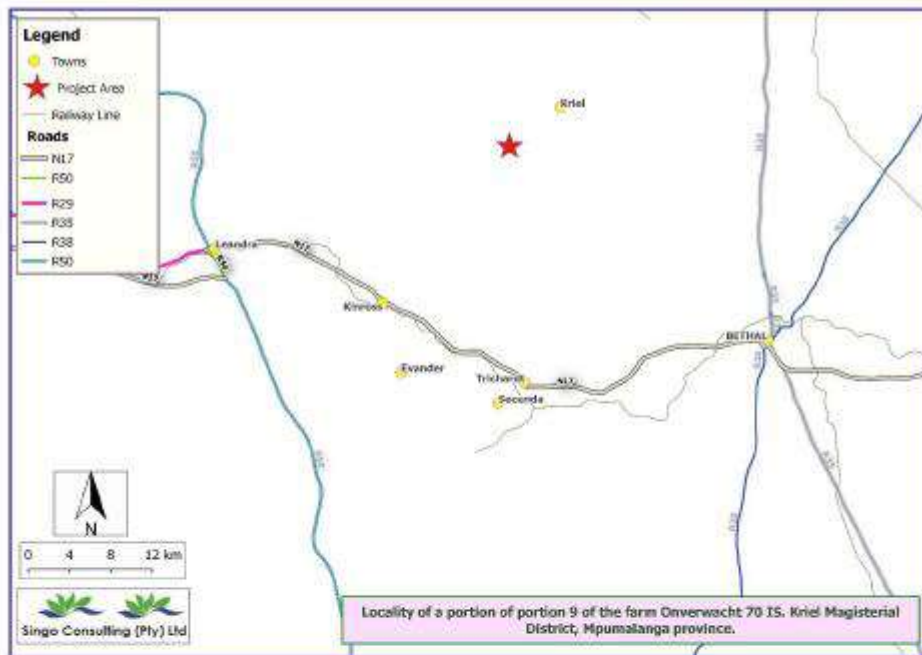 Legend
Towns
Project Area
Railway Line
Roads
N17
R50
R29
R35
R38
R50
Kriel
Leandra
N17
Kinross
BETHAL
Evander
Trichardt
N17
Secunda
N
0 4 8 12 km
Singo Consulting (Pty) Ltd
Locality of a portion of portion 9 of the farm Onverwacht 70 IS. Kriel Magisterial
District, Mpumalanga province.